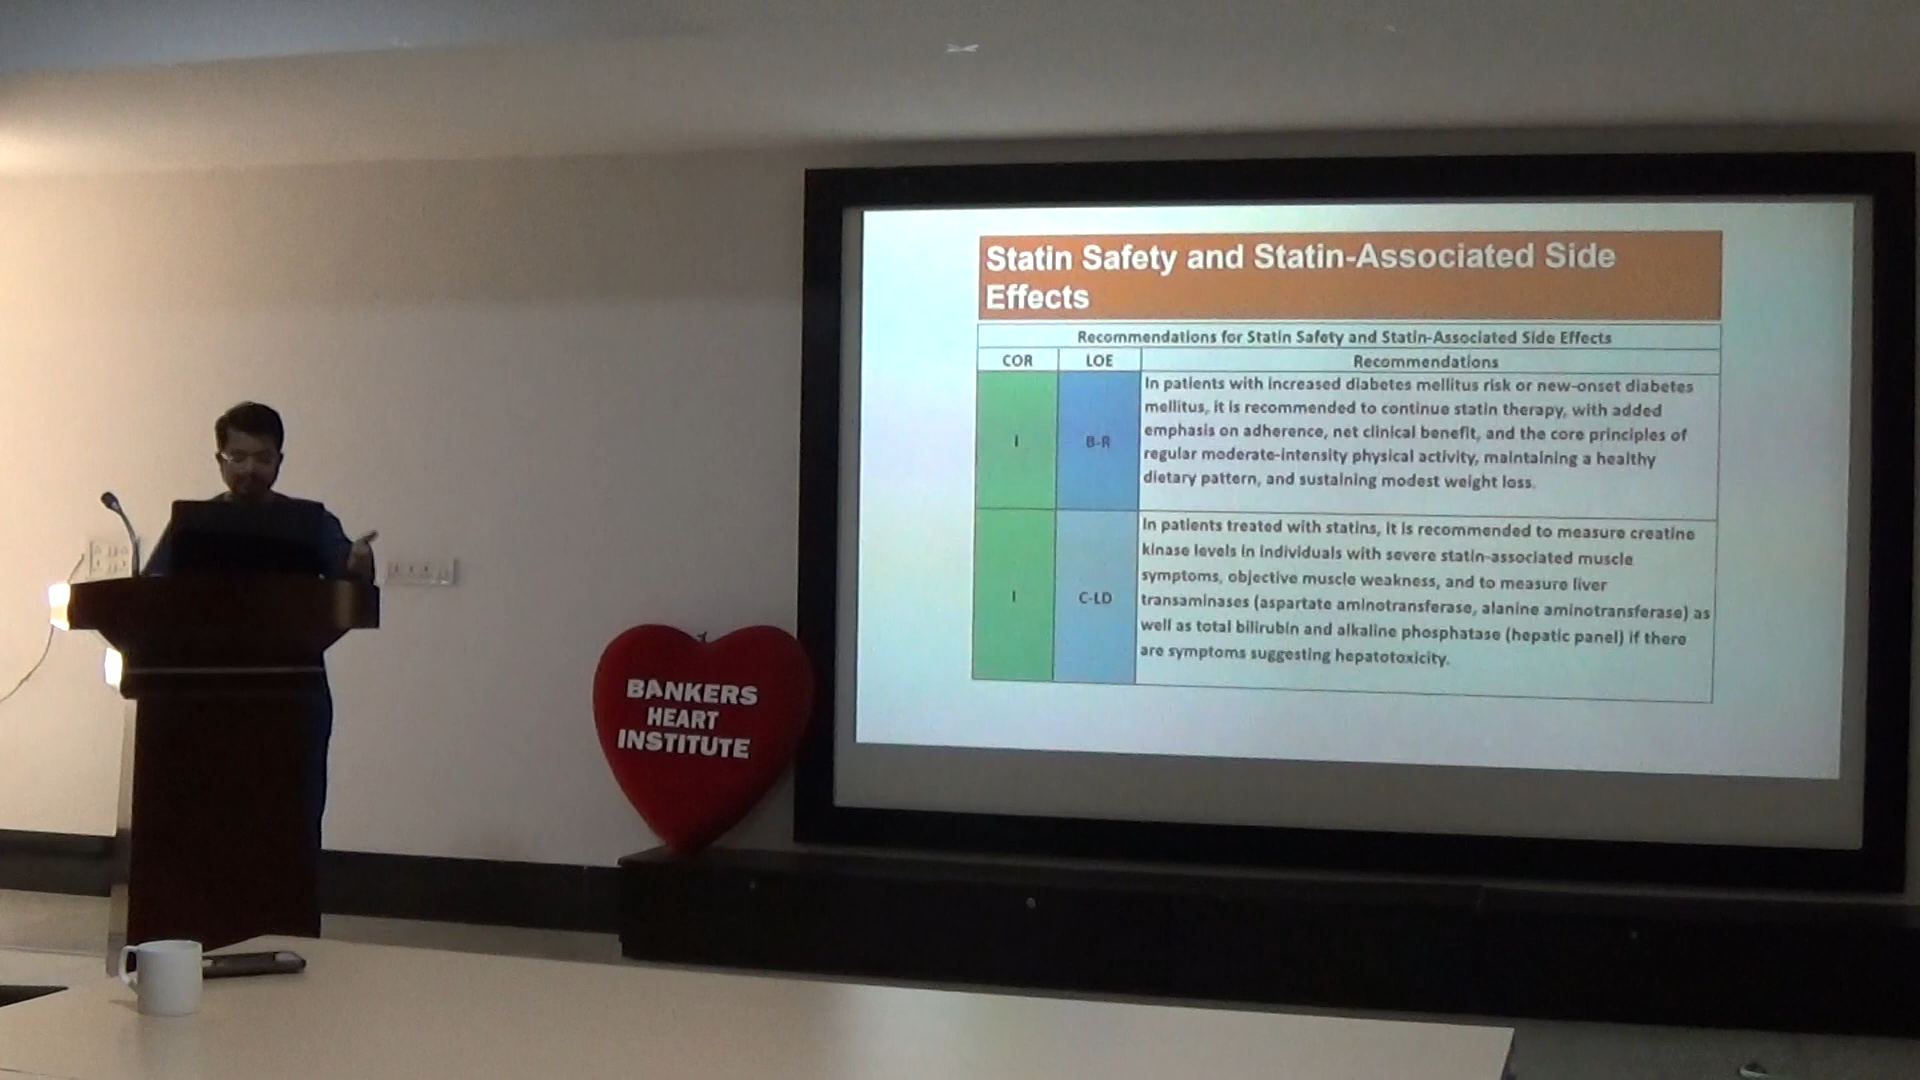 Statin Safety and Statin-Associated Side
Effects
Recommendations for Statin Safety and Statin-Associated Side Effects
COR LOE Recommendations
I B-R
In patients with increased diabetes mellitus risk or new-onset diabetes
mellitus, it is recommended to continue statin therapy, with added
emphasis on adherence, net clinical benefit, and the core principles of
regular moderate-intensity physical activity, maintaining a healthy
dietary pattern, and sustaining modest weight loss.
I C-LD
In patients treated with statins, it is recommended to measure creatine
kinase levels in individuals with severe statin-associated muscle
symptoms, objective muscle weakness, and to measure liver
transaminases (aspartate aminotransferase, alanine aminotransferase) as
well as total bilirubin and alkaline phosphatase (hepatic panel) if there
are symptoms suggesting hepatotoxicity.
BANKERS
HEART
INSTITUTE